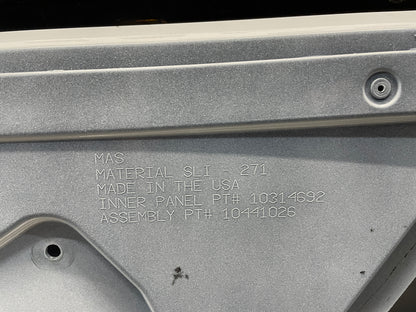 MAS
MATERIAL SLI - 271
MADE IN THE USA
INNER PANEL PT# 10314692
ASSEMBLY PT# 10441026